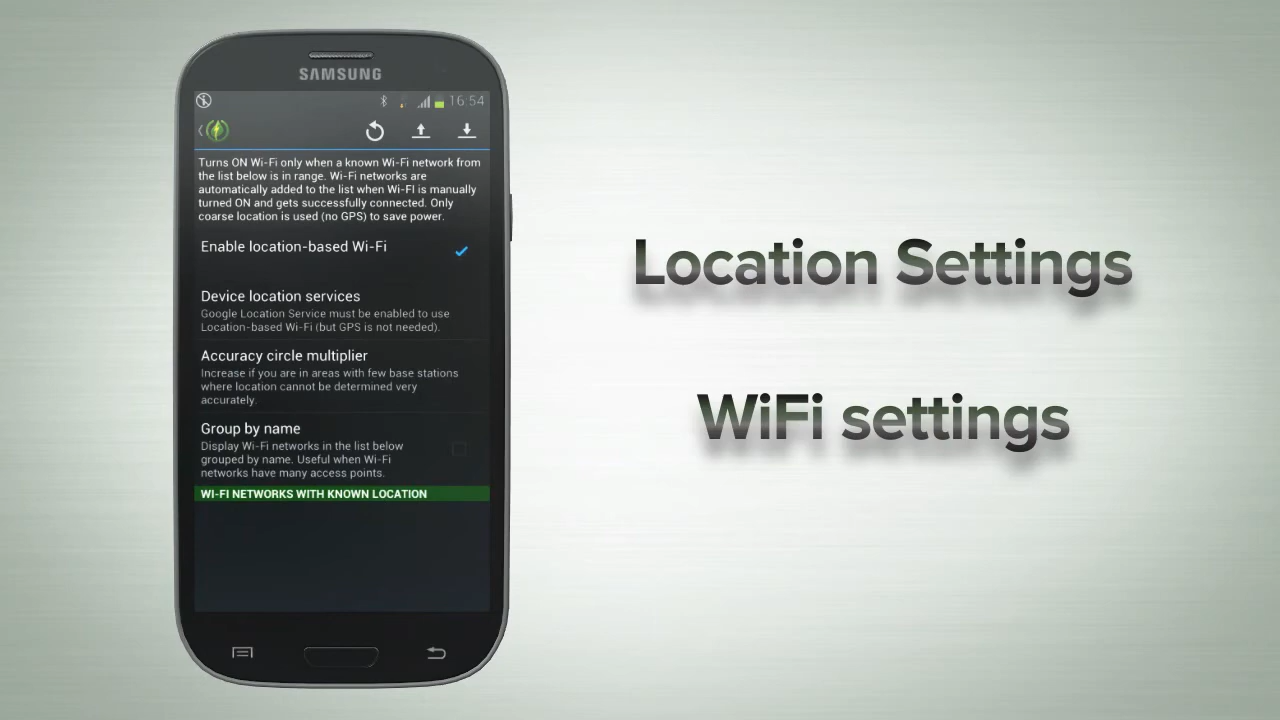 SAMSUNG
16:54
Turns ON Wi-Fi only when a known Wi-Fi network from
the list below is in range. Wi-Fi networks are
automatically added to the list when Wi-FI is manually
turned ON and gets successfully connected. Only
coarse location is used (no GPS) to save power.
Enable location-based Wi-Fi
Device location services
Google Location Service must be enabled to use
Location-based Wi-Fi (but GPS is not needed).
Accuracy circle multiplier
Increase if you are in areas with few base stations
where location cannot be determined very
accurately.
Group by name
Display Wi-Fi networks in the list below
grouped by name. Useful when Wi-Fi
networks have many access points.
WI-FI NETWORKS WITH KNOWN LOCATION
Location Settings
WiFi settings